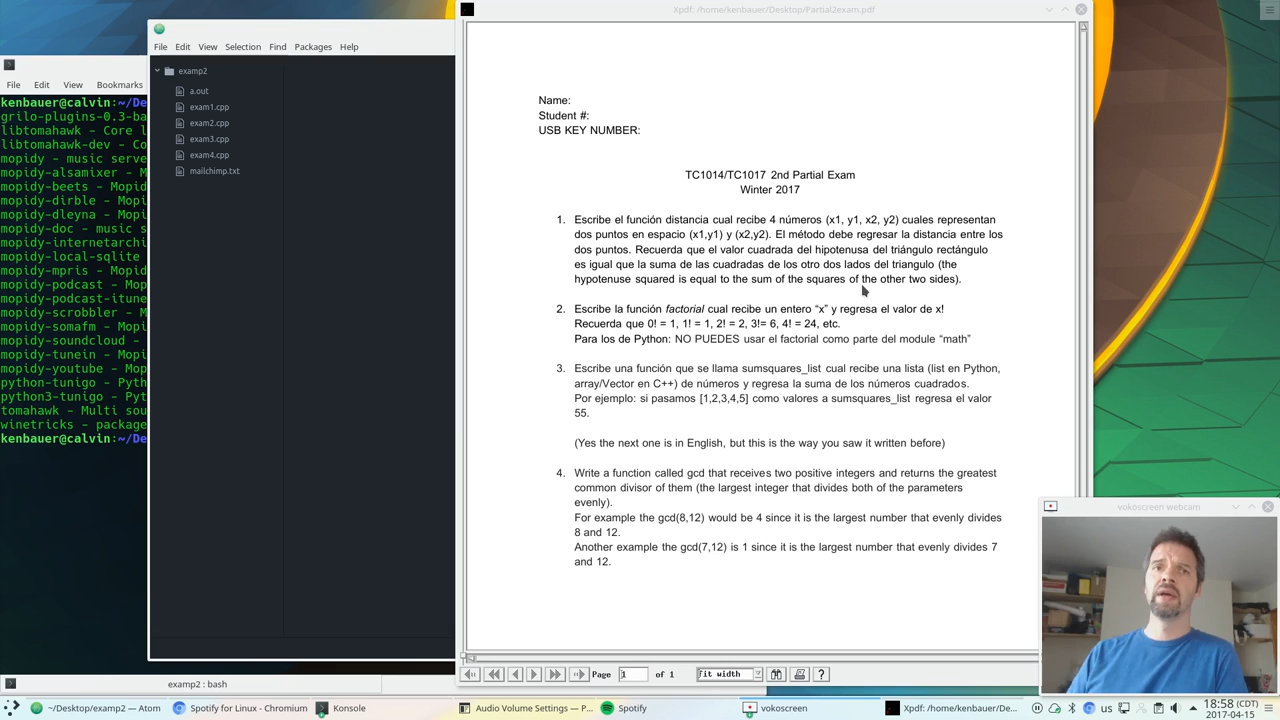 Xpdf: /home/kenbauer/Desktop/Partial2exam.pdf
File Edit View Selection Find Packages Help
examp2
a.out
exam1.cpp
exam2.cpp
exam3.cpp
exam4.cpp
mailchimp.txt
File Edit View Bookmarks
kenbauer@calvin:~/De
grilo-plugins-0.3-ba
libtomahawk - Core l
libtomahawk-dev - Co
mopidy - music serve
mopidy-alsamixer - M
mopidy-beets - Mopid
mopidy-dirble - Mopi
mopidy-dleyna - Mopi
mopidy-doc - music s
mopidy-internetarchi
mopidy-local-sqlite
mopidy-mpris - Mopid
mopidy-podcast - Mop
mopidy-podcast-itune
mopidy-scrobbler - M
mopidy-somafm - Mopi
mopidy-soundcloud -
mopidy-tunein - Mopi
mopidy-youtube - Mop
python-tunigo - Pyth
python3-tunigo - Pyt
tomahawk - Multi sou
winetricks - package
kenbauer@calvin:~/De
Name:
Student #:
USB KEY NUMBER:
TC1014/TC1017 2nd Partial Exam
Winter 2017
1. Escribe el función distancia cual recibe 4 números (x1, y1, x2, y2) cuales representan
dos puntos en espacio (x1,y1) y (x2,y2). El método debe regresar la distancia entre los
dos puntos. Recuerda que el valor cuadrada del hipotenusa del triángulo rectángulo
es igual que la suma de las cuadradas de los otro dos lados del triangulo (the
hypotenuse squared is equal to the sum of the squares of the other two sides).
2. Escribe la función factorial cual recibe un entero “x” y regresa el valor de x!
Recuerda que 0! = 1, 1! = 1, 2! = 2, 3!= 6, 4! = 24, etc.
Para los de Python: NO PUEDES usar el factorial como parte del module “math”
3. Escribe una función que se llama sumsquares_list cual recibe una lista (list en Python,
array/Vector en C++) de números y regresa la suma de los números cuadrados.
Por ejemplo: si pasamos [1,2,3,4,5] como valores a sumsquares_list regresa el valor
55.
(Yes the next one is in English, but this is the way you saw it written before)
4. Write a function called gcd that receives two positive integers and returns the greatest
common divisor of them (the largest integer that divides both of the parameters
evenly).
For example the gcd(8,12) would be 4 since it is the largest number that evenly divides
8 and 12.
Another example the gcd(7,12) is 1 since it is the largest number that evenly divides 7
and 12.
vokoscreen webcam
Page 1 of 1 fit width ?
examp2 : bash
~/Desktop/examp2 — Atom Spotify for Linux - Chromium Konsole Audio Volume Settings — P... Spotify vokoscreen Xpdf: /home/kenbauer/De... us 18:58 (CDT)
2017-04-15